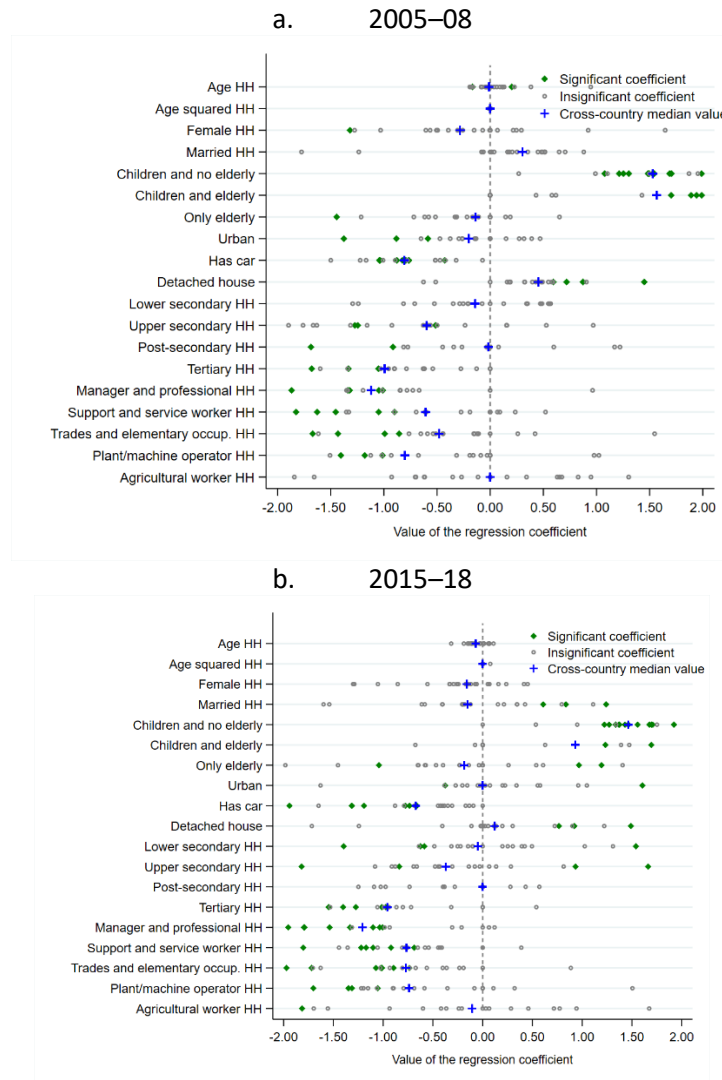 a. 2005–08
Significant coefficient
Insignificant coefficient
Cross-country median value
Age HH
Age squared HH
Female HH
Married HH
Children and no elderly
Children and elderly
Only elderly
Urban
Has car
Detached house
Lower secondary HH
Upper secondary HH
Post-secondary HH
Tertiary HH
Manager and professional HH
Support and service worker HH
Trades and elementary occup. HH
Plant/machine operator HH
Agricultural worker HH
-2.00 -1.50 -1.00 -0.50 0.00 0.50 1.00 1.50 2.00
Value of the regression coefficient
b. 2015–18
Significant coefficient
Insignificant coefficient
Cross-country median value
Age HH
Age squared HH
Female HH
Married HH
Children and no elderly
Children and elderly
Only elderly
Urban
Has car
Detached house
Lower secondary HH
Upper secondary HH
Post-secondary HH
Tertiary HH
Manager and professional HH
Support and service worker HH
Trades and elementary occup. HH
Plant/machine operator HH
Agricultural worker HH
-2.00 -1.50 -1.00 -0.50 0.00 0.50 1.00 1.50 2.00
Value of the regression coefficient